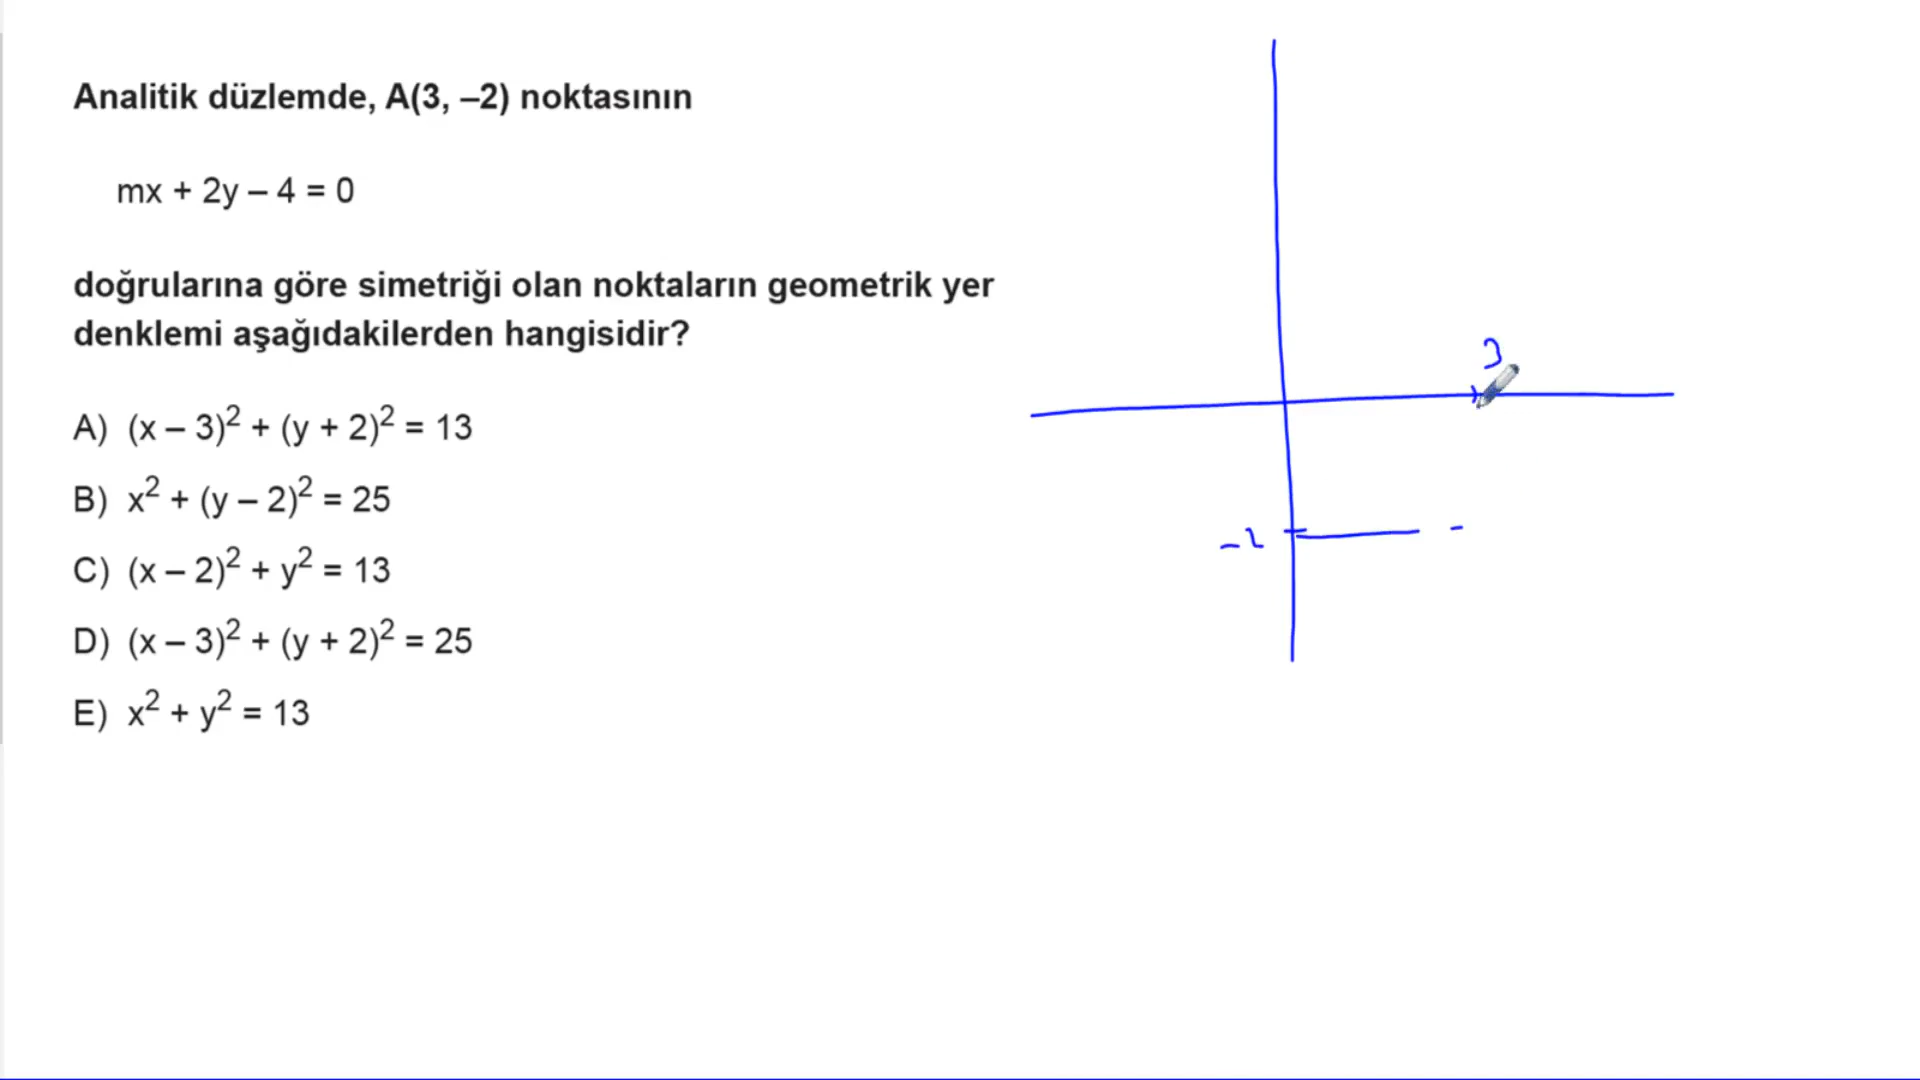 Analitik düzlemde, A(3, –2) noktasının
mx + 2y – 4 = 0
doğrularına göre simetriği olan noktaların geometrik yer
denklemi aşağıdakilerden hangisidir?
A) (x – 3)² + (y + 2)² = 13
B) x² + (y – 2)² = 25
C) (x – 2)² + y² = 13
D) (x – 3)² + (y + 2)² = 25
E) x² + y² = 13
3
-2